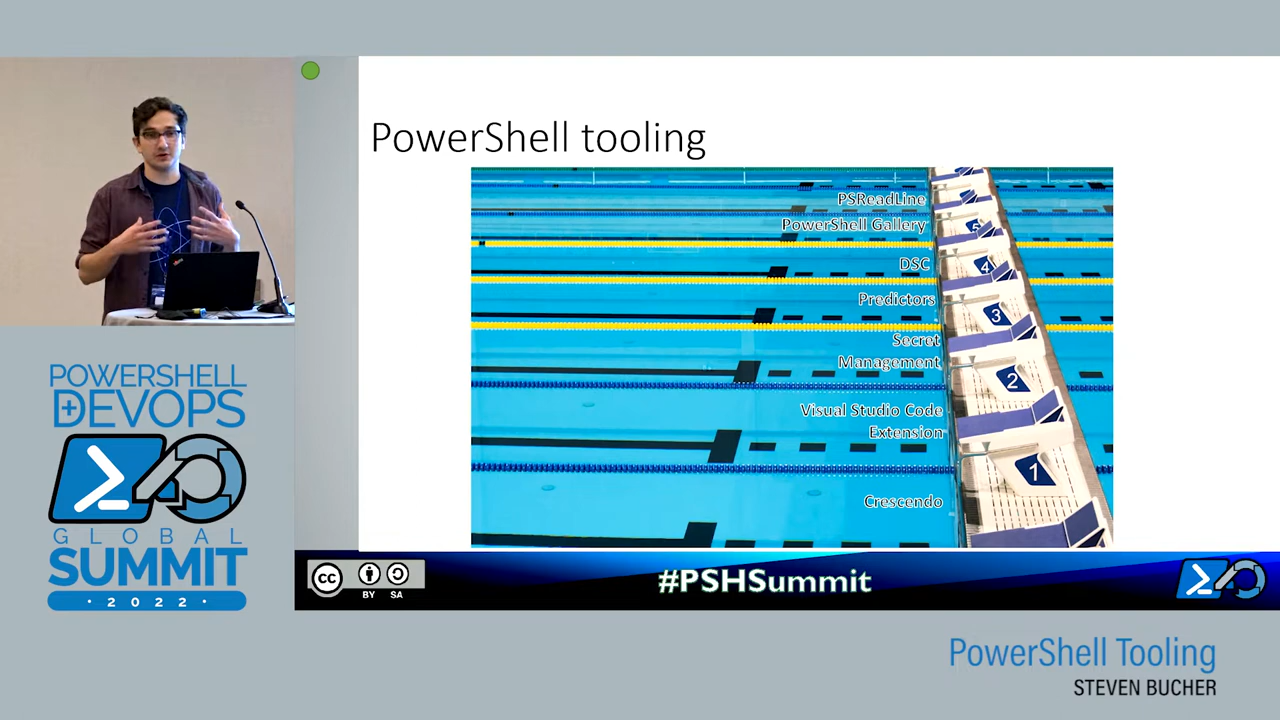 PowerShell tooling
PSReadLine
PowerShell Gallery
5
DSC
4
Predictors
3
Secret
Management
2
Visual Studio Code
Extension
1
Crescendo
POWERSHELL
DEVOPS
GLOBAL
SUMMIT
· 2022 ·
CC
BY SA
#PSHSummit
PowerShell Tooling
STEVEN BUCHER